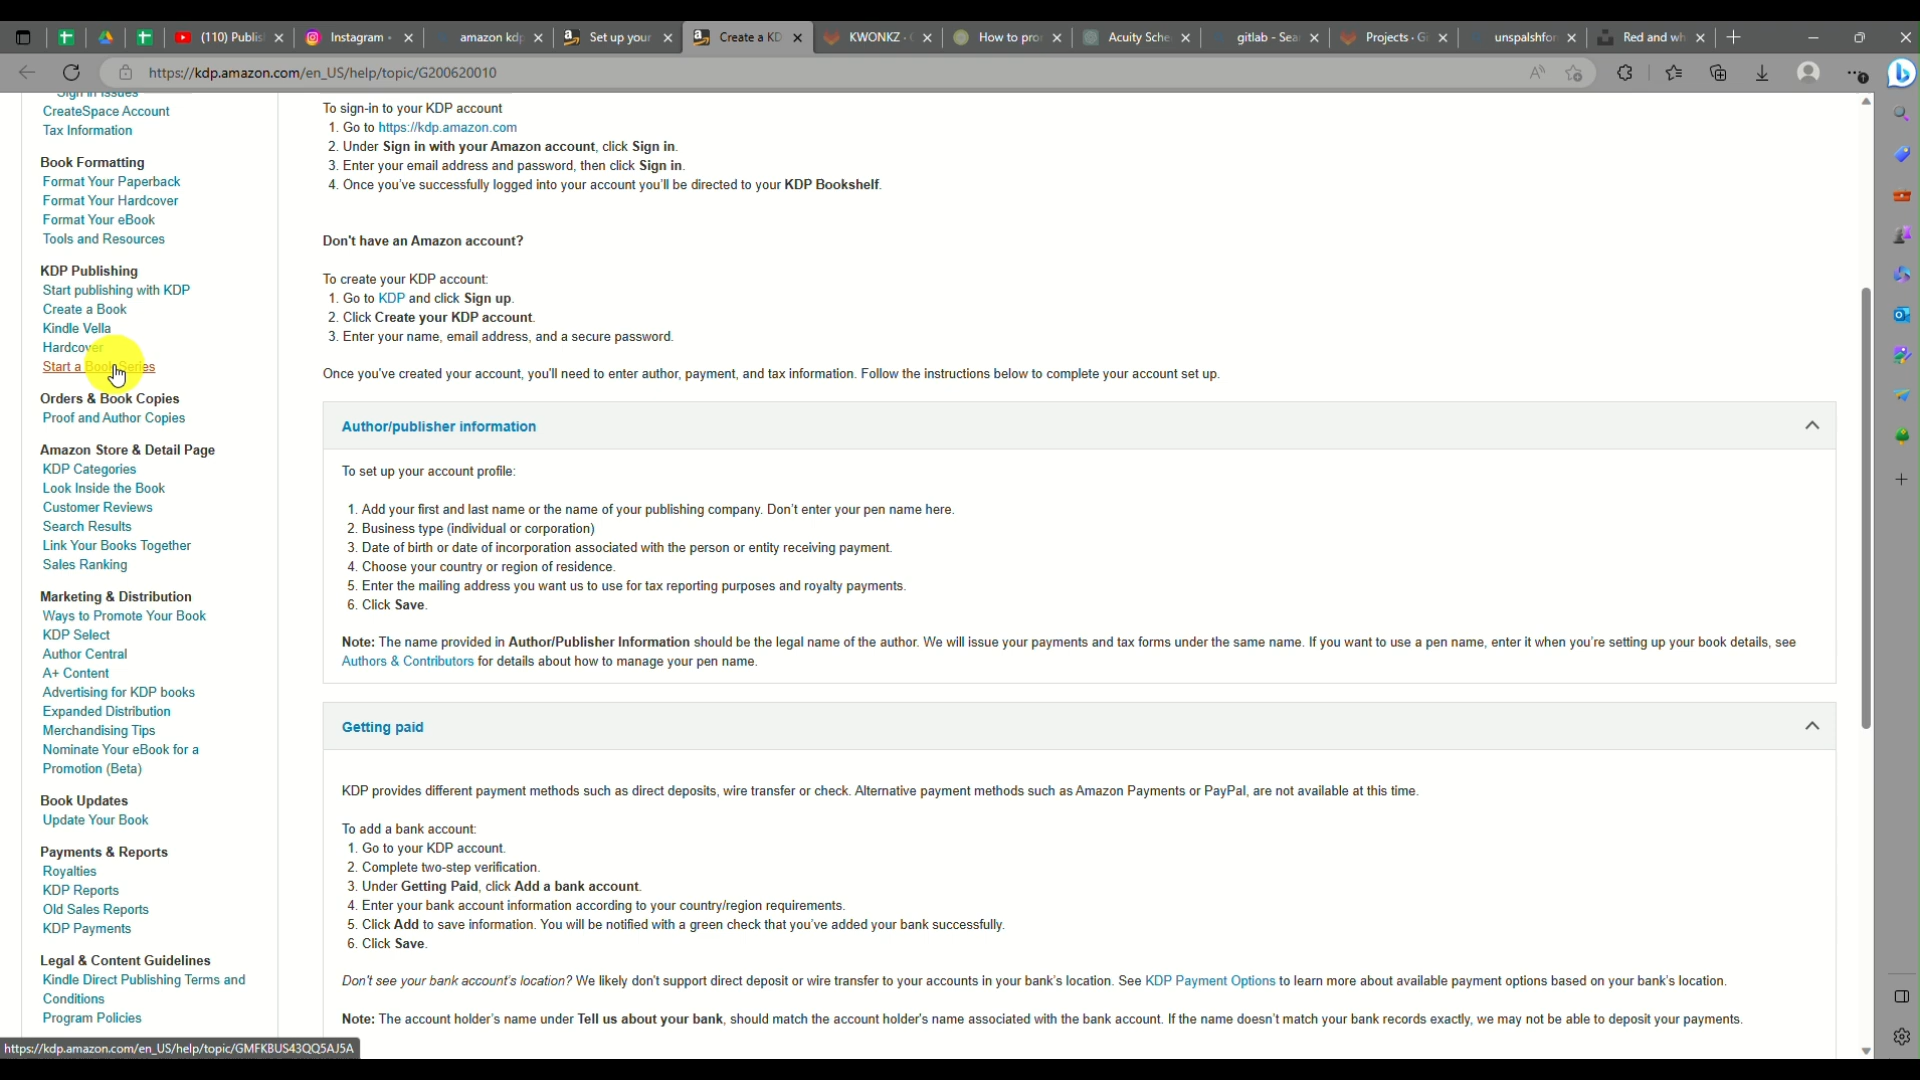 (110) Publis
Instagram
amazon kdp
Set up your
Create a KD
KWONKZ ·
How to pro
Acuity Sche
gitlab - Sea
Projects · Gi
unspalshfor
Red and wh
https://kdp.amazon.com/en_US/help/topic/G200620010
Sign in issues
CreateSpace Account
Tax Information
Book Formatting
Format Your Paperback
Format Your Hardcover
Format Your eBook
Tools and Resources
KDP Publishing
Start publishing with KDP
Create a Book
Kindle Vella
Hardcover
Start a Book Series
Orders & Book Copies
Proof and Author Copies
Amazon Store & Detail Page
KDP Categories
Look Inside the Book
Customer Reviews
Search Results
Link Your Books Together
Sales Ranking
Marketing & Distribution
Ways to Promote Your Book
KDP Select
Author Central
A+ Content
Advertising for KDP books
Expanded Distribution
Merchandising Tips
Nominate Your eBook for a
Promotion (Beta)
Book Updates
Update Your Book
Payments & Reports
Royalties
KDP Reports
Old Sales Reports
KDP Payments
Legal & Content Guidelines
Kindle Direct Publishing Terms and
Conditions
Program Policies
To sign-in to your KDP account
1. Go to https://kdp.amazon.com
2. Under Sign in with your Amazon account, click Sign in.
3. Enter your email address and password, then click Sign in.
4. Once you've successfully logged into your account you'll be directed to your KDP Bookshelf.
Don't have an Amazon account?
To create your KDP account:
1. Go to KDP and click Sign up.
2. Click Create your KDP account.
3. Enter your name, email address, and a secure password.
Once you've created your account, you'll need to enter author, payment, and tax information. Follow the instructions below to complete your account set up.
Author/publisher information
To set up your account profile:
1. Add your first and last name or the name of your publishing company. Don't enter your pen name here.
2. Business type (individual or corporation)
3. Date of birth or date of incorporation associated with the person or entity receiving payment.
4. Choose your country or region of residence.
5. Enter the mailing address you want us to use for tax reporting purposes and royalty payments.
6. Click Save.
Note: The name provided in Author/Publisher Information should be the legal name of the author. We will issue your payments and tax forms under the same name. If you want to use a pen name, enter it when you're setting up your book details, see
Authors & Contributors for details about how to manage your pen name.
Getting paid
KDP provides different payment methods such as direct deposits, wire transfer or check. Alternative payment methods such as Amazon Payments or PayPal, are not available at this time.
To add a bank account:
1. Go to your KDP account.
2. Complete two-step verification.
3. Under Getting Paid, click Add a bank account.
4. Enter your bank account information according to your country/region requirements.
5. Click Add to save information. You will be notified with a green check that you've added your bank successfully.
6. Click Save.
Don't see your bank account's location? We likely don't support direct deposit or wire transfer to your accounts in your bank's location. See KDP Payment Options to learn more about available payment options based on your bank's location.
Note: The account holder's name under Tell us about your bank, should match the account holder's name associated with the bank account. If the name doesn't match your bank records exactly, we may not be able to deposit your payments.
https://kdp.amazon.com/en_US/help/topic/GMFKBUS43QQ5AJ5A